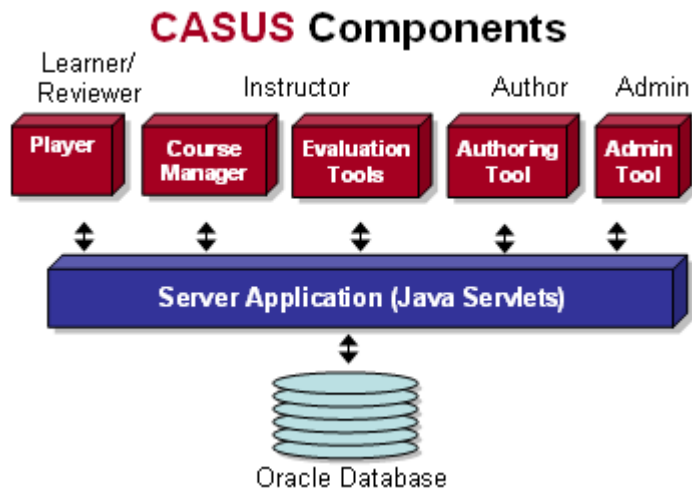 CASUS Components
Learner/
Reviewer
Instructor
Author
Admin
Player
Course
Manager
Evaluation
Tools
Authoring
Tool
Admin
Tool
Server Application (Java Servlets)
Oracle Database